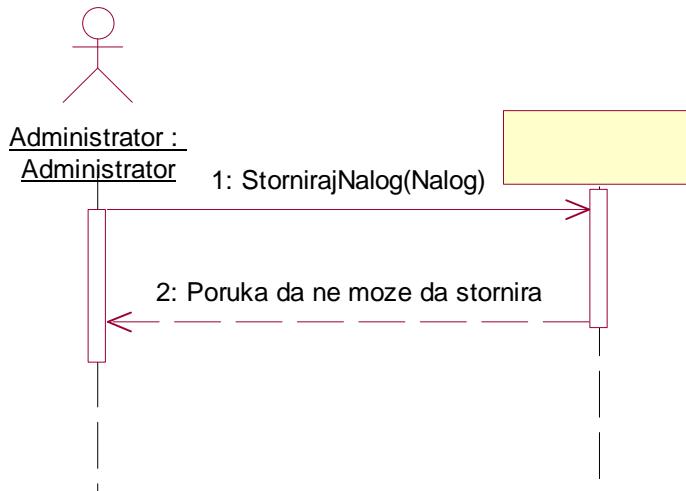 Administrator :
Administrator
1: StornirajNalog(Nalog)
2: Poruka da ne moze da stornira